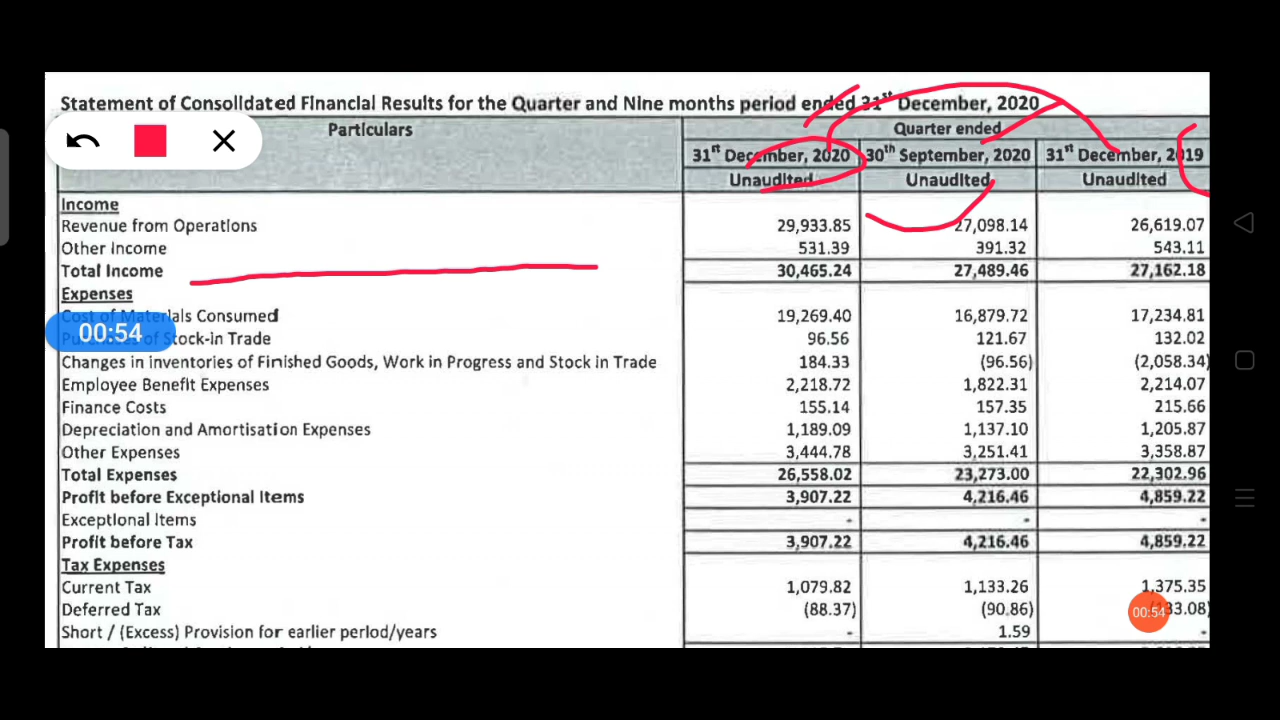 Statement of Consolidated Financial Results for the Quarter and Nine months period ended 31st December, 2020
Particulars Quarter ended
31st December, 2020 30th September, 2020 31st December, 2019
Unaudited Unaudited Unaudited
Income
Revenue from Operations 29,933.85 27,098.14 26,619.07
Other Income 531.39 391.32 543.11
Total Income 30,465.24 27,489.46 27,162.18
Expenses
Cost of Materials Consumed 19,269.40 16,879.72 17,234.81
00:54
of Stock-in Trade 96.56 121.67 132.02
Changes in inventories of Finished Goods, Work in Progress and Stock in Trade 184.33 (96.56) (2,058.34)
Employee Benefit Expenses 2,218.72 1,822.31 2,214.07
Finance Costs 155.14 157.35 215.66
Depreciation and Amortisation Expenses 1,189.09 1,137.10 1,205.87
Other Expenses 3,444.78 3,251.41 3,358.87
Total Expenses 26,558.02 23,273.00 22,302.96
Profit before Exceptional Items 3,907.22 4,216.46 4,859.22
Exceptional Items - - -
Profit before Tax 3,907.22 4,216.46 4,859.22
Tax Expenses
Current Tax 1,079.82 1,133.26 1,375.35
Deferred Tax (88.37) (90.86) 33.08)
00:54
Short / (Excess) Provision for earlier period/years - 1.59 -